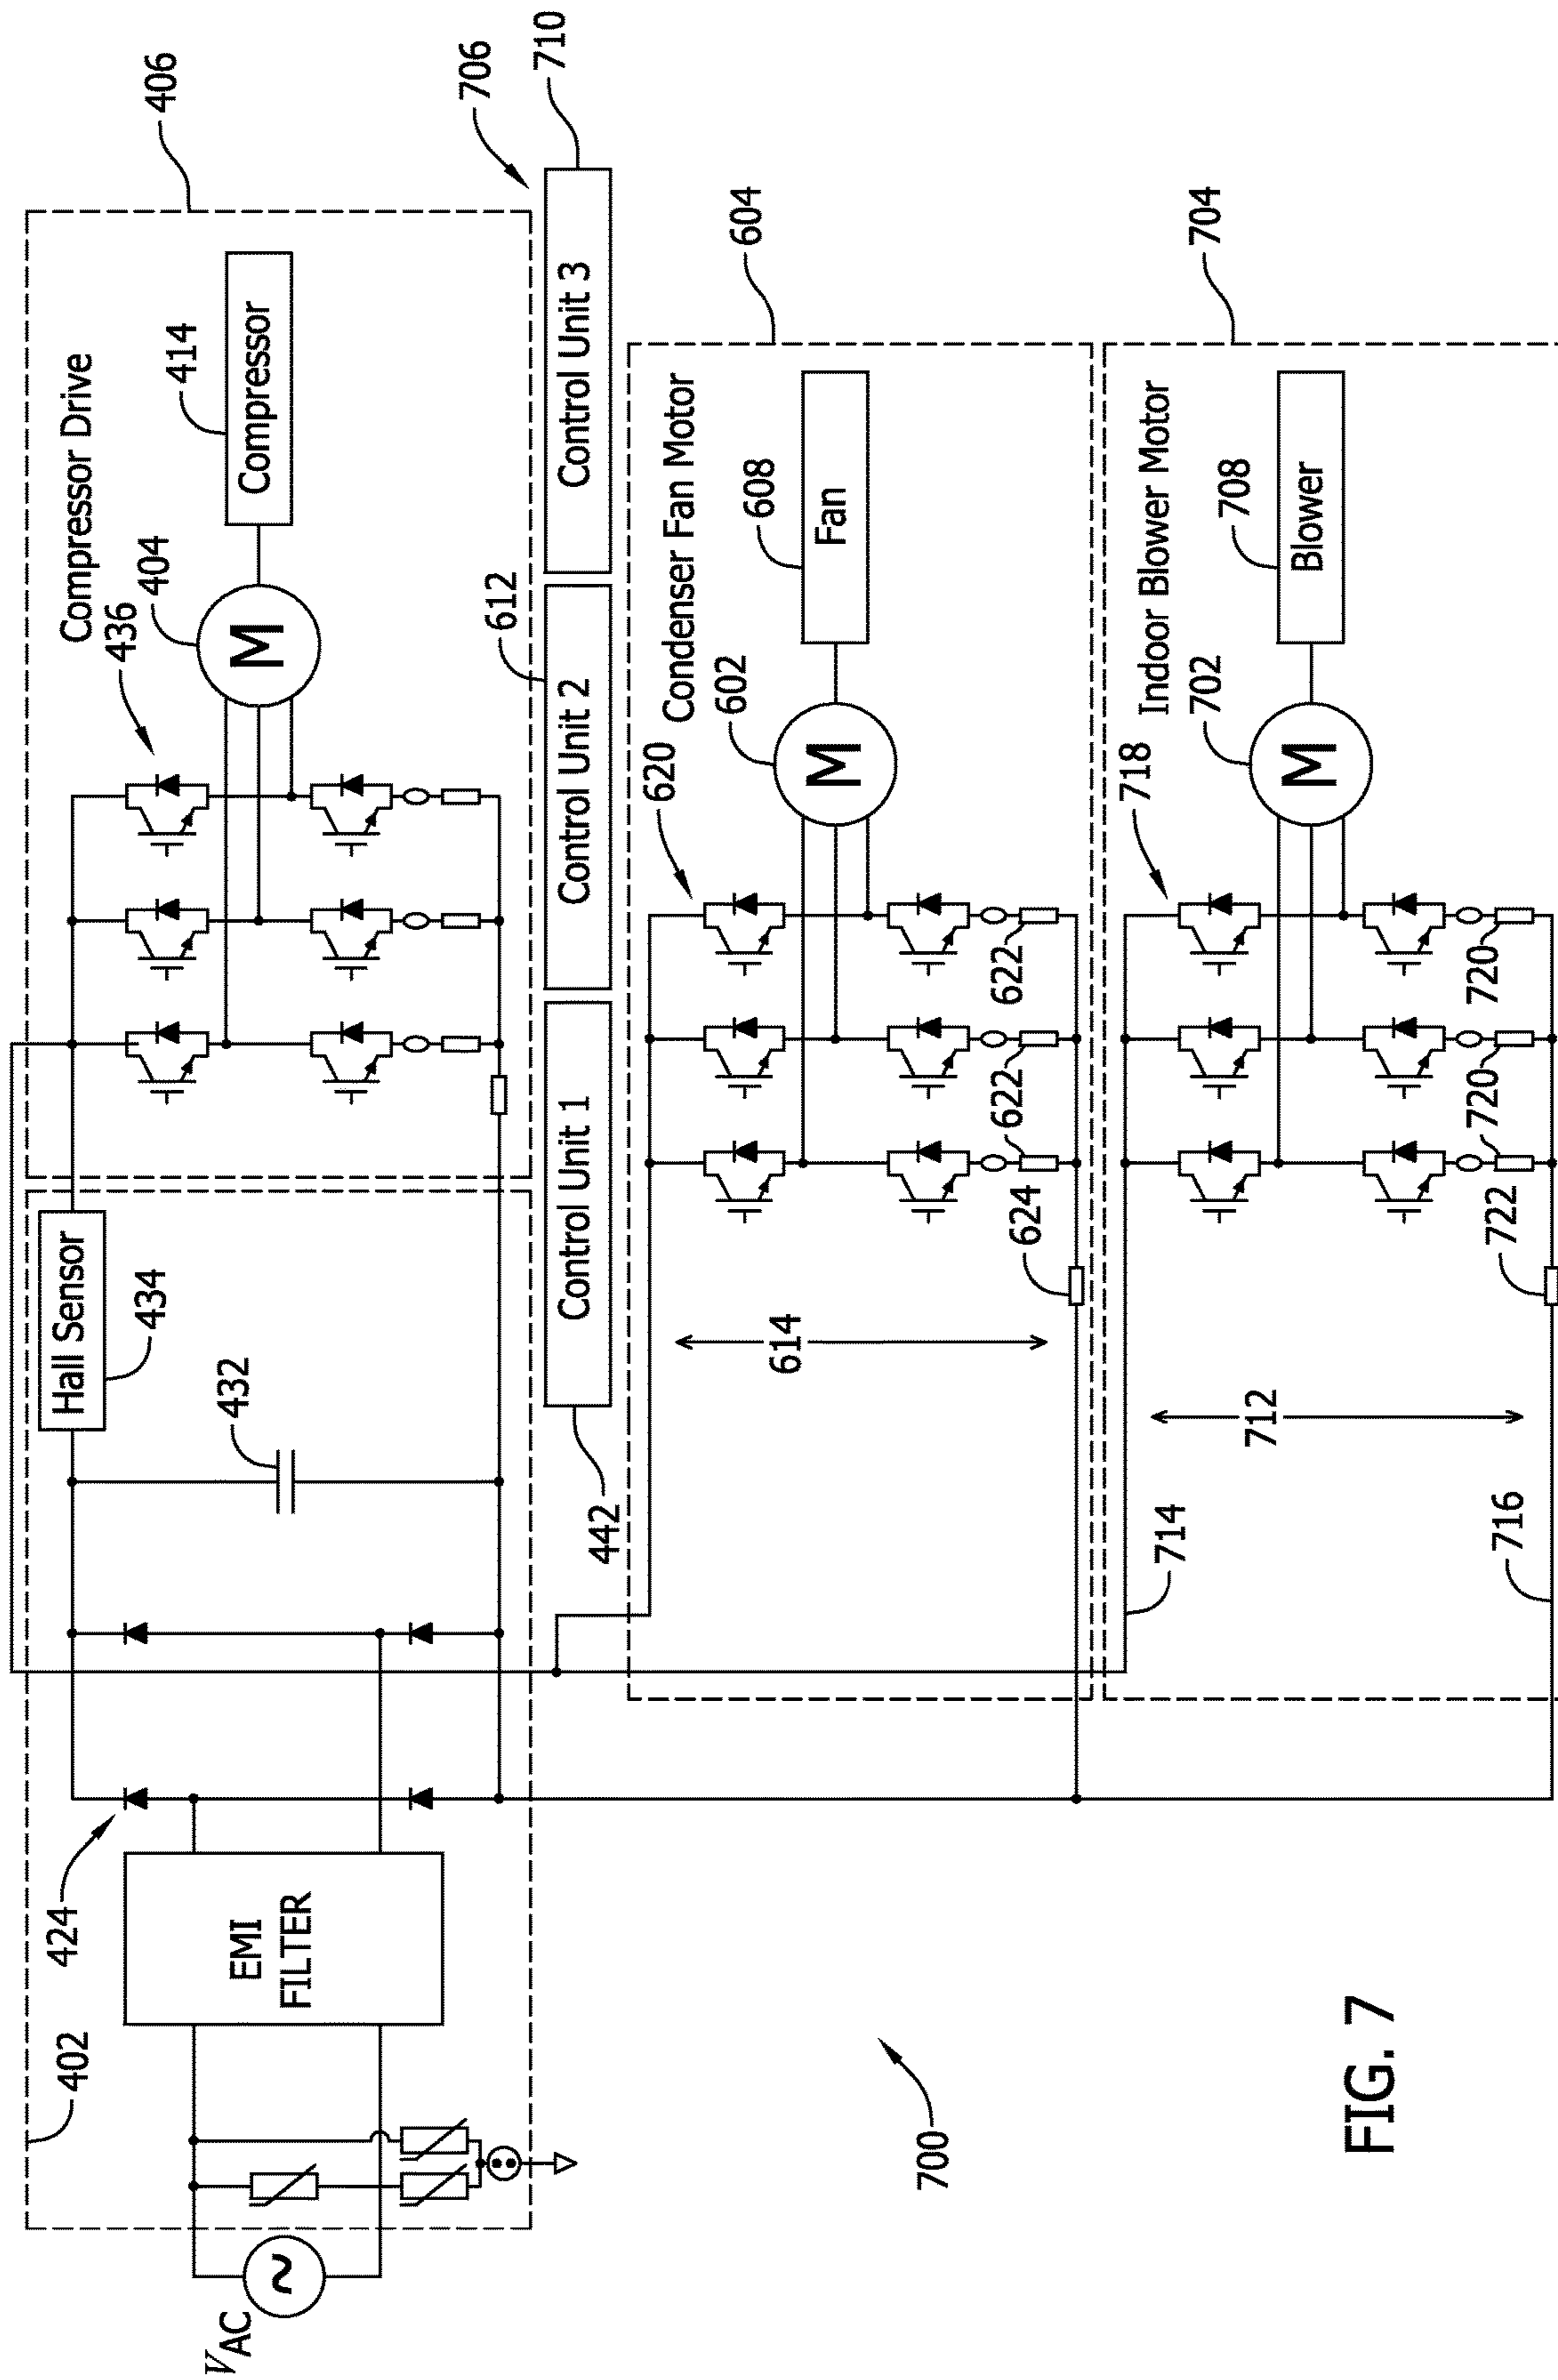 406
706
710
Compressor Drive
436
404
414
Compressor
M
Hall Sensor
434
432
424
402
EMI
FILTER
VAC
442
Control Unit 1
612
Control Unit 2
Control Unit 3
604
Condenser Fan Motor
620
602
608
M
Fan
622
622
624
614
704
Indoor Blower Motor
718
702
708
M
Blower
720
720
722
712
714
716
700
FIG. 7